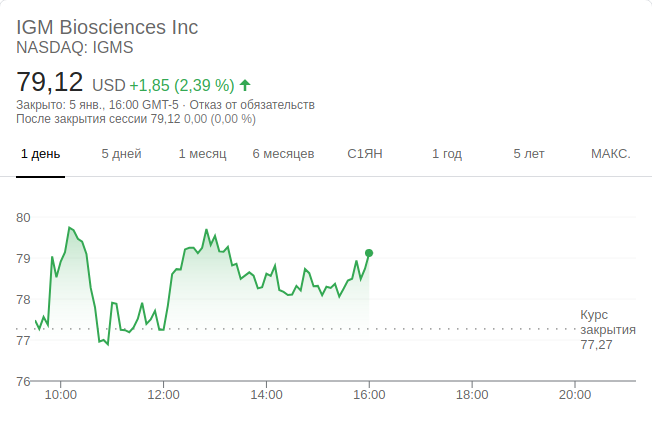 IGM Biosciences Inc
NASDAQ: IGMS
79,12 USD +1,85 (2,39 %)
Закрыто: 5 янв., 16:00 GMT-5 · Отказ от обязательств
После закрытия сессии 79,12 0,00 (0,00 %)
1 день 5 дней 1 месяц 6 месяцев С1ЯН 1 год 5 лет МАКС.
80
79
78
77
76
Курс
закрытия
77,27
10:00 12:00 14:00 16:00 18:00 20:00